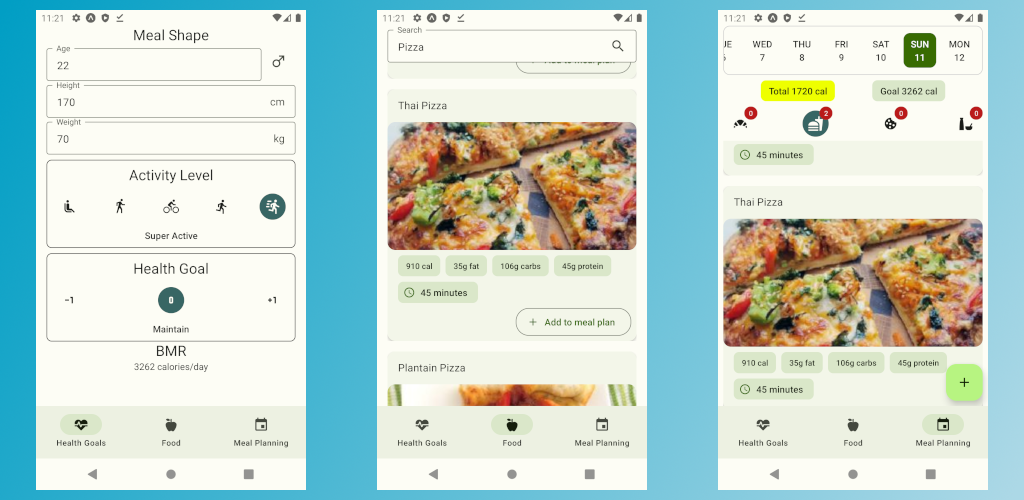 11:21
Meal Shape
Age
22
Height
170 cm
Weight
70 kg
Activity Level
Super Active
Health Goal
-1 0 +1
Maintain
BMR
3262 calories/day
Health Goals Food Meal Planning
11:21
Search
Pizza
Add to meal plan
Thai Pizza
910 cal 35g fat 106g carbs 45g protein
45 minutes
+ Add to meal plan
Plantain Pizza
Health Goals Food Meal Planning
11:21
UE WED THU FRI SAT SUN MON
6 7 8 9 10 11 12
Total 1720 cal Goal 3262 cal
0 2 0 0
45 minutes
Thai Pizza
910 cal 35g fat 106g carbs 45g protein
45 minutes
+
Health Goals Food Meal Planning